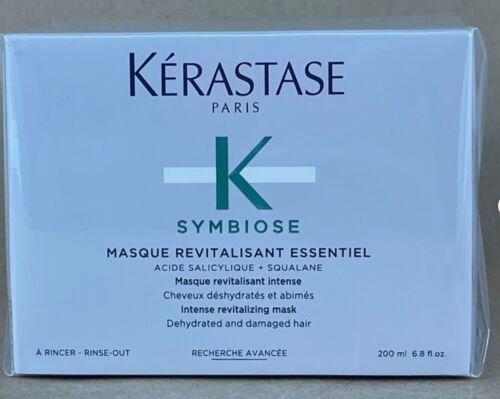 KÉRASTASE
PARIS
K
SYMBIOSE
MASQUE REVITALISANT ESSENTIEL
ACIDE SALICYLIQUE + SQUALANE
Masque revitalisant intense
Cheveux déshydratés et abimés
Intense revitalizing mask
Dehydrated and damaged hair
À RINCER - RINSE-OUT
RECHERCHE AVANCÉE
200 ml 6.8 fl.oz.